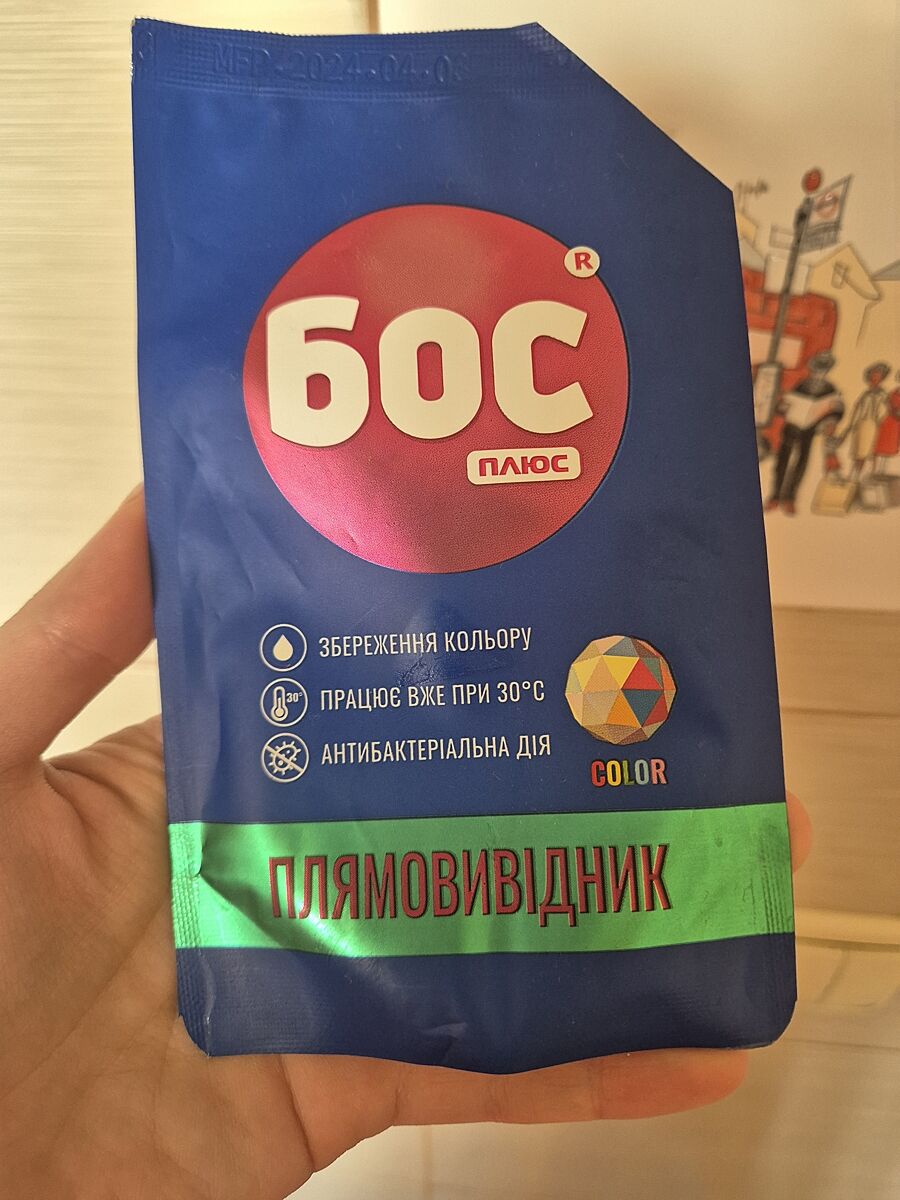 MFP:2024.04.03
БОС
®
ПЛЮС
ЗБЕРЕЖЕННЯ КОЛЬОРУ
30°
ПРАЦЮЄ ВЖЕ ПРИ 30°С
АНТИБАКТЕРІАЛЬНА ДІЯ
COLOR
ПЛЯМОВИВІДНИК